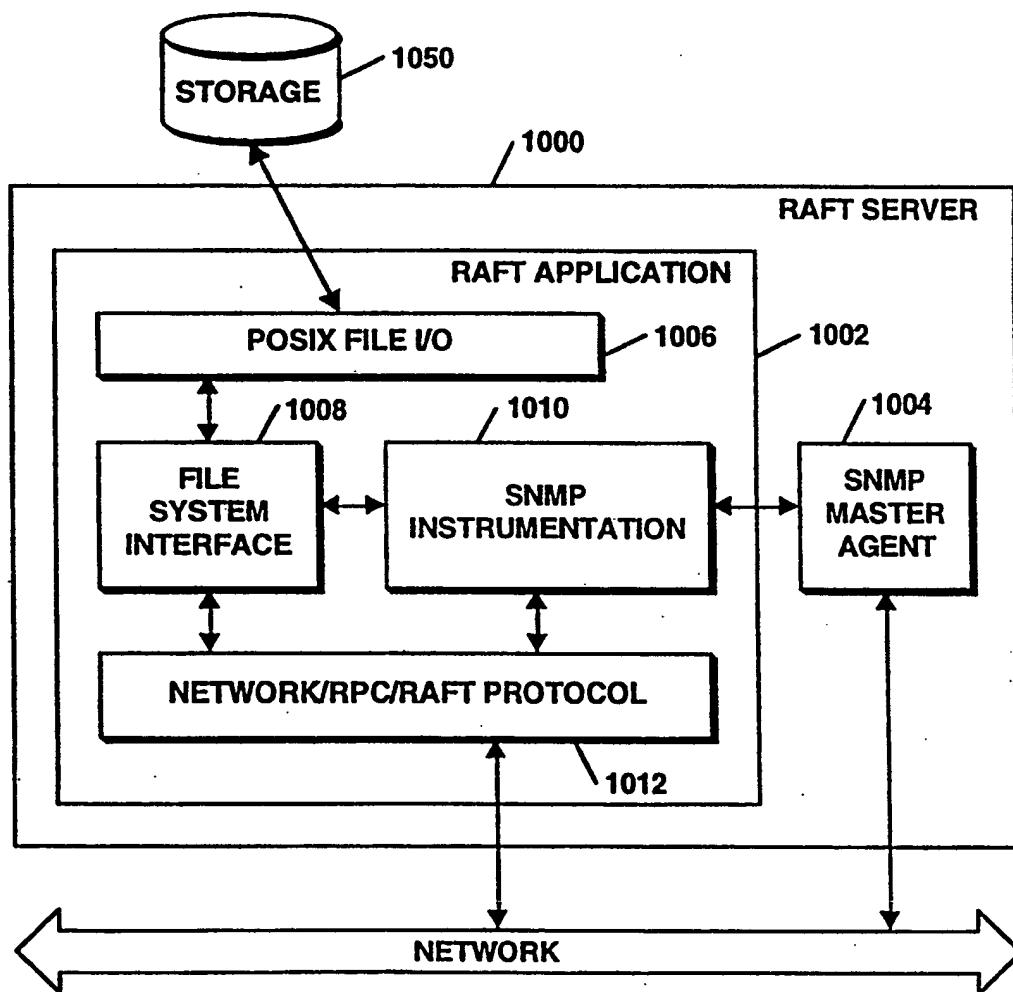 STORAGE
1050
1000
RAFT SERVER
RAFT APPLICATION
POSIX FILE I/O
1006
1002
1008
1010
1004
FILE
SYSTEM
INTERFACE
SNMP
INSTRUMENTATION
SNMP
MASTER
AGENT
NETWORK/RPC/RAFT PROTOCOL
1012
NETWORK